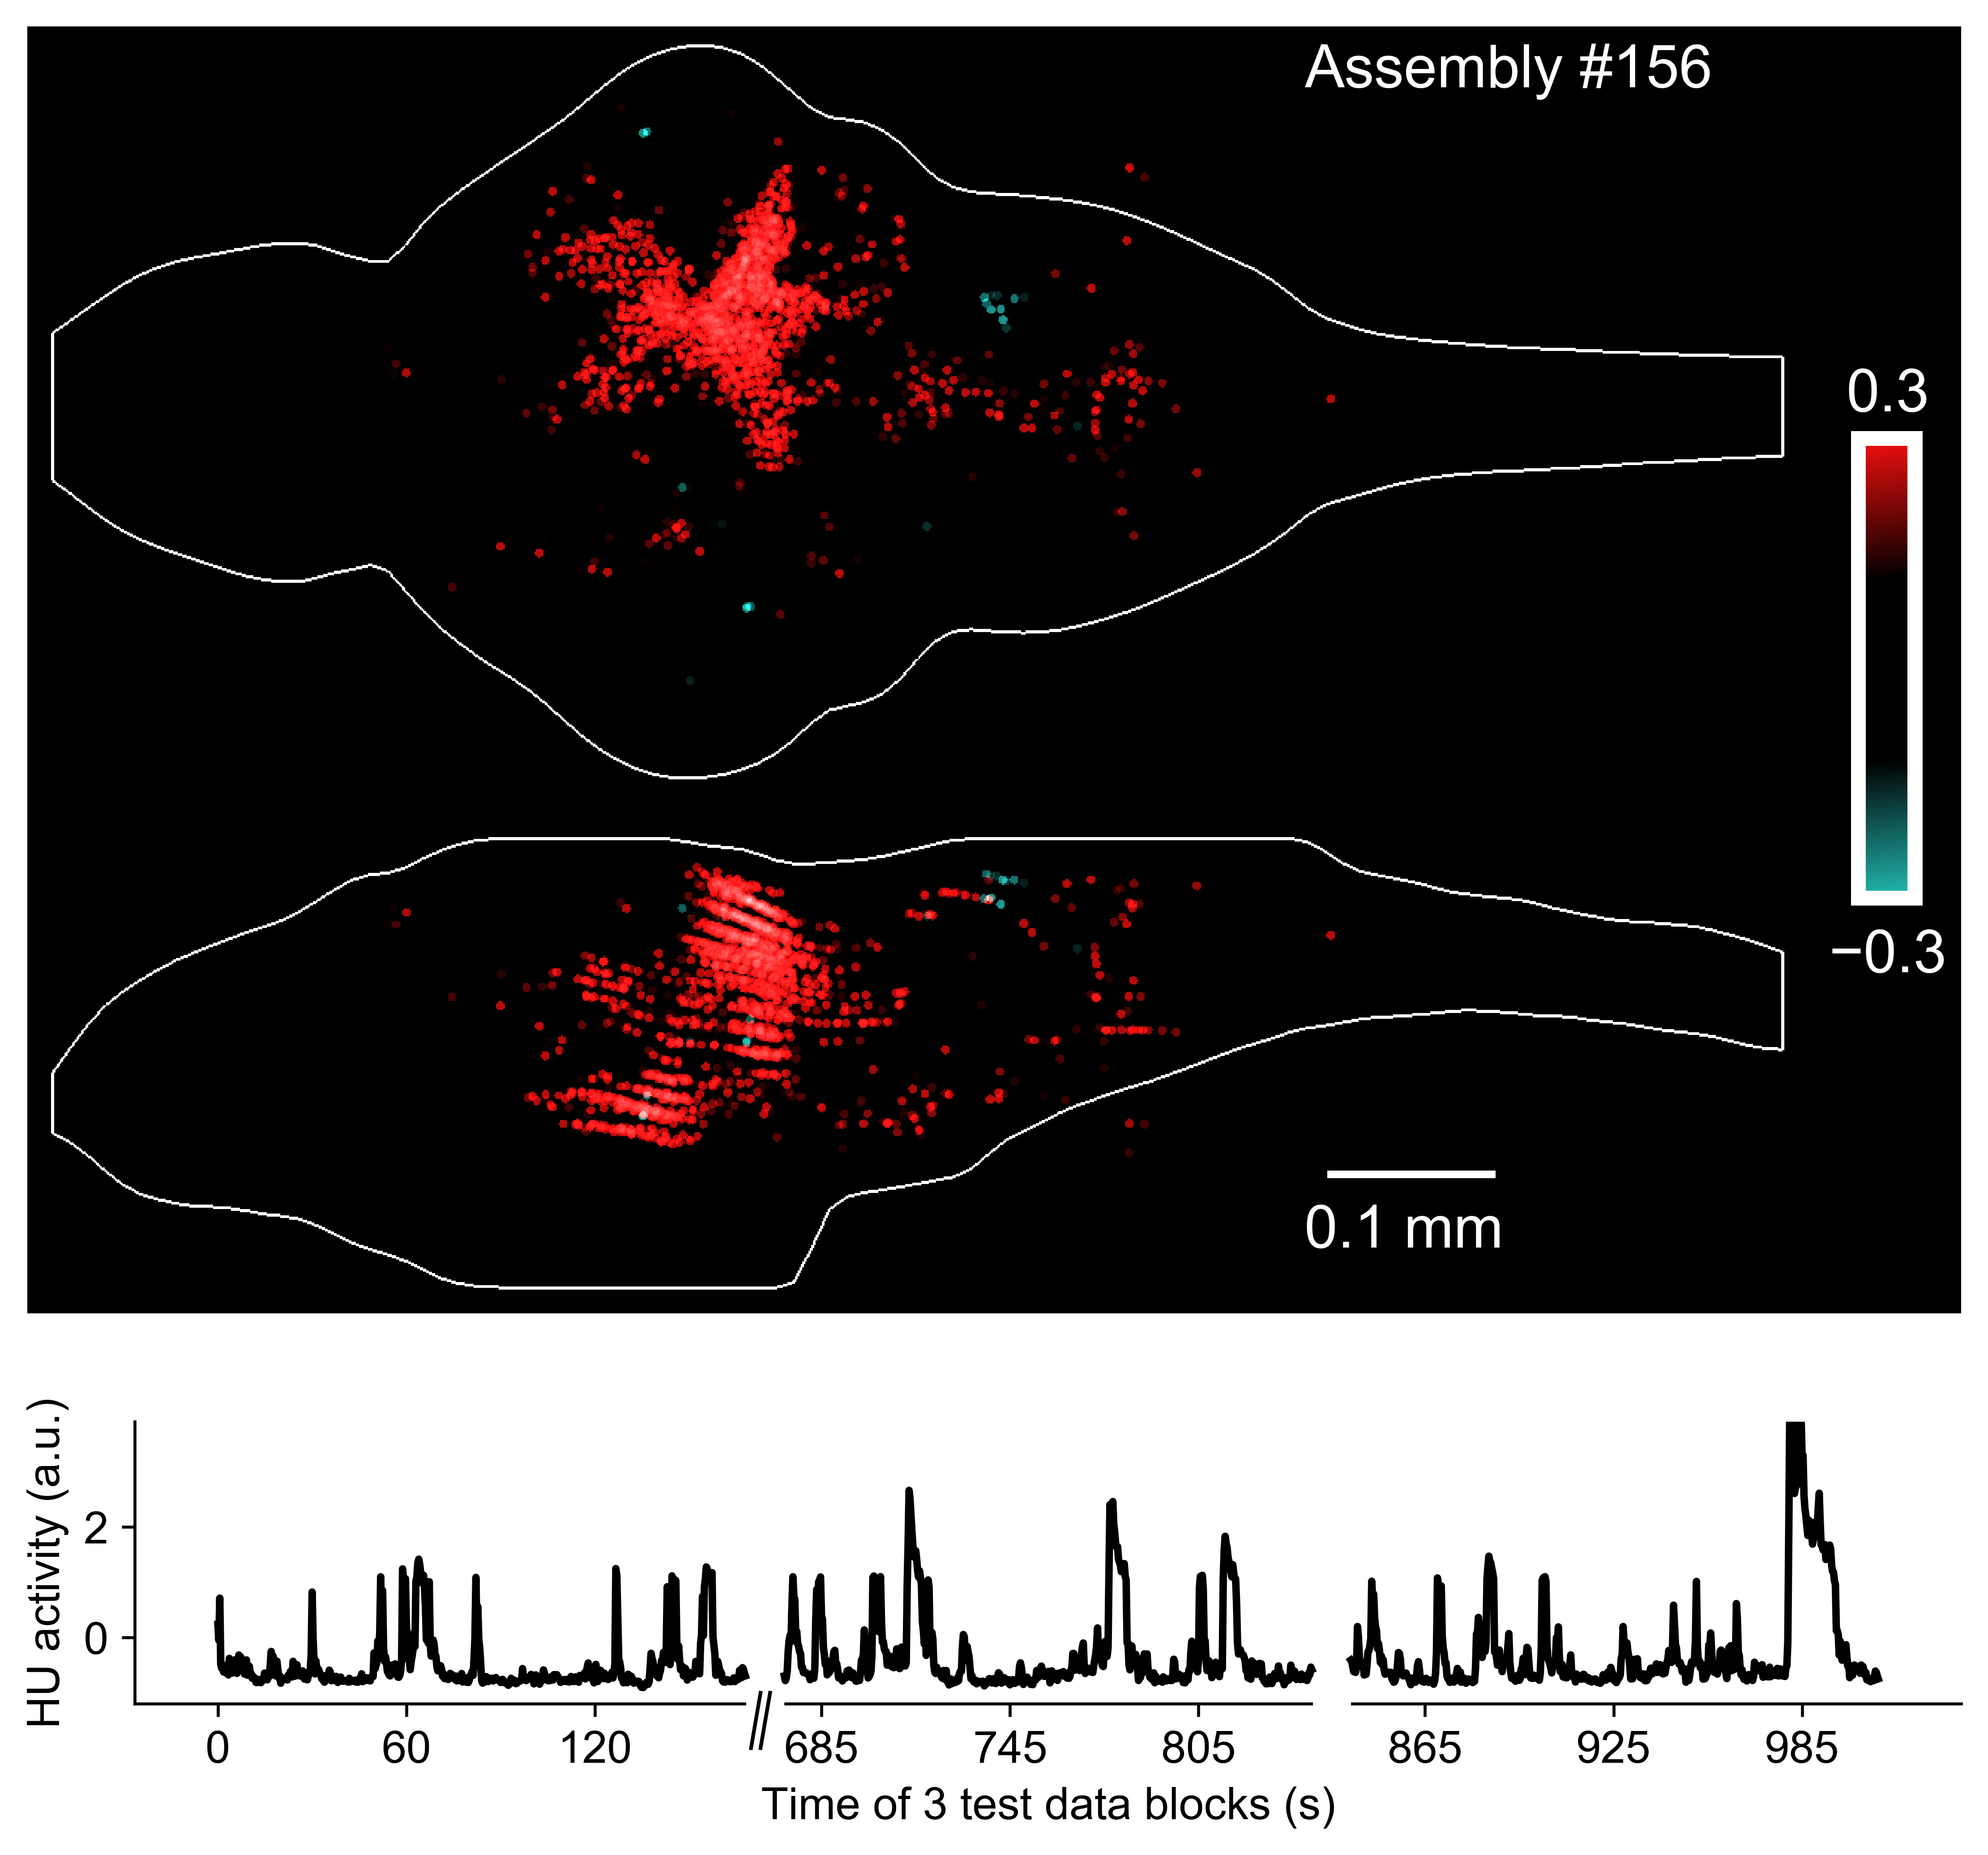 Assembly #156
0.3
−0.3
0.1 mm
HU activity (a.u.)
2
0
0 60 120 685 745 805 865 925 985
Time of 3 test data blocks (s)